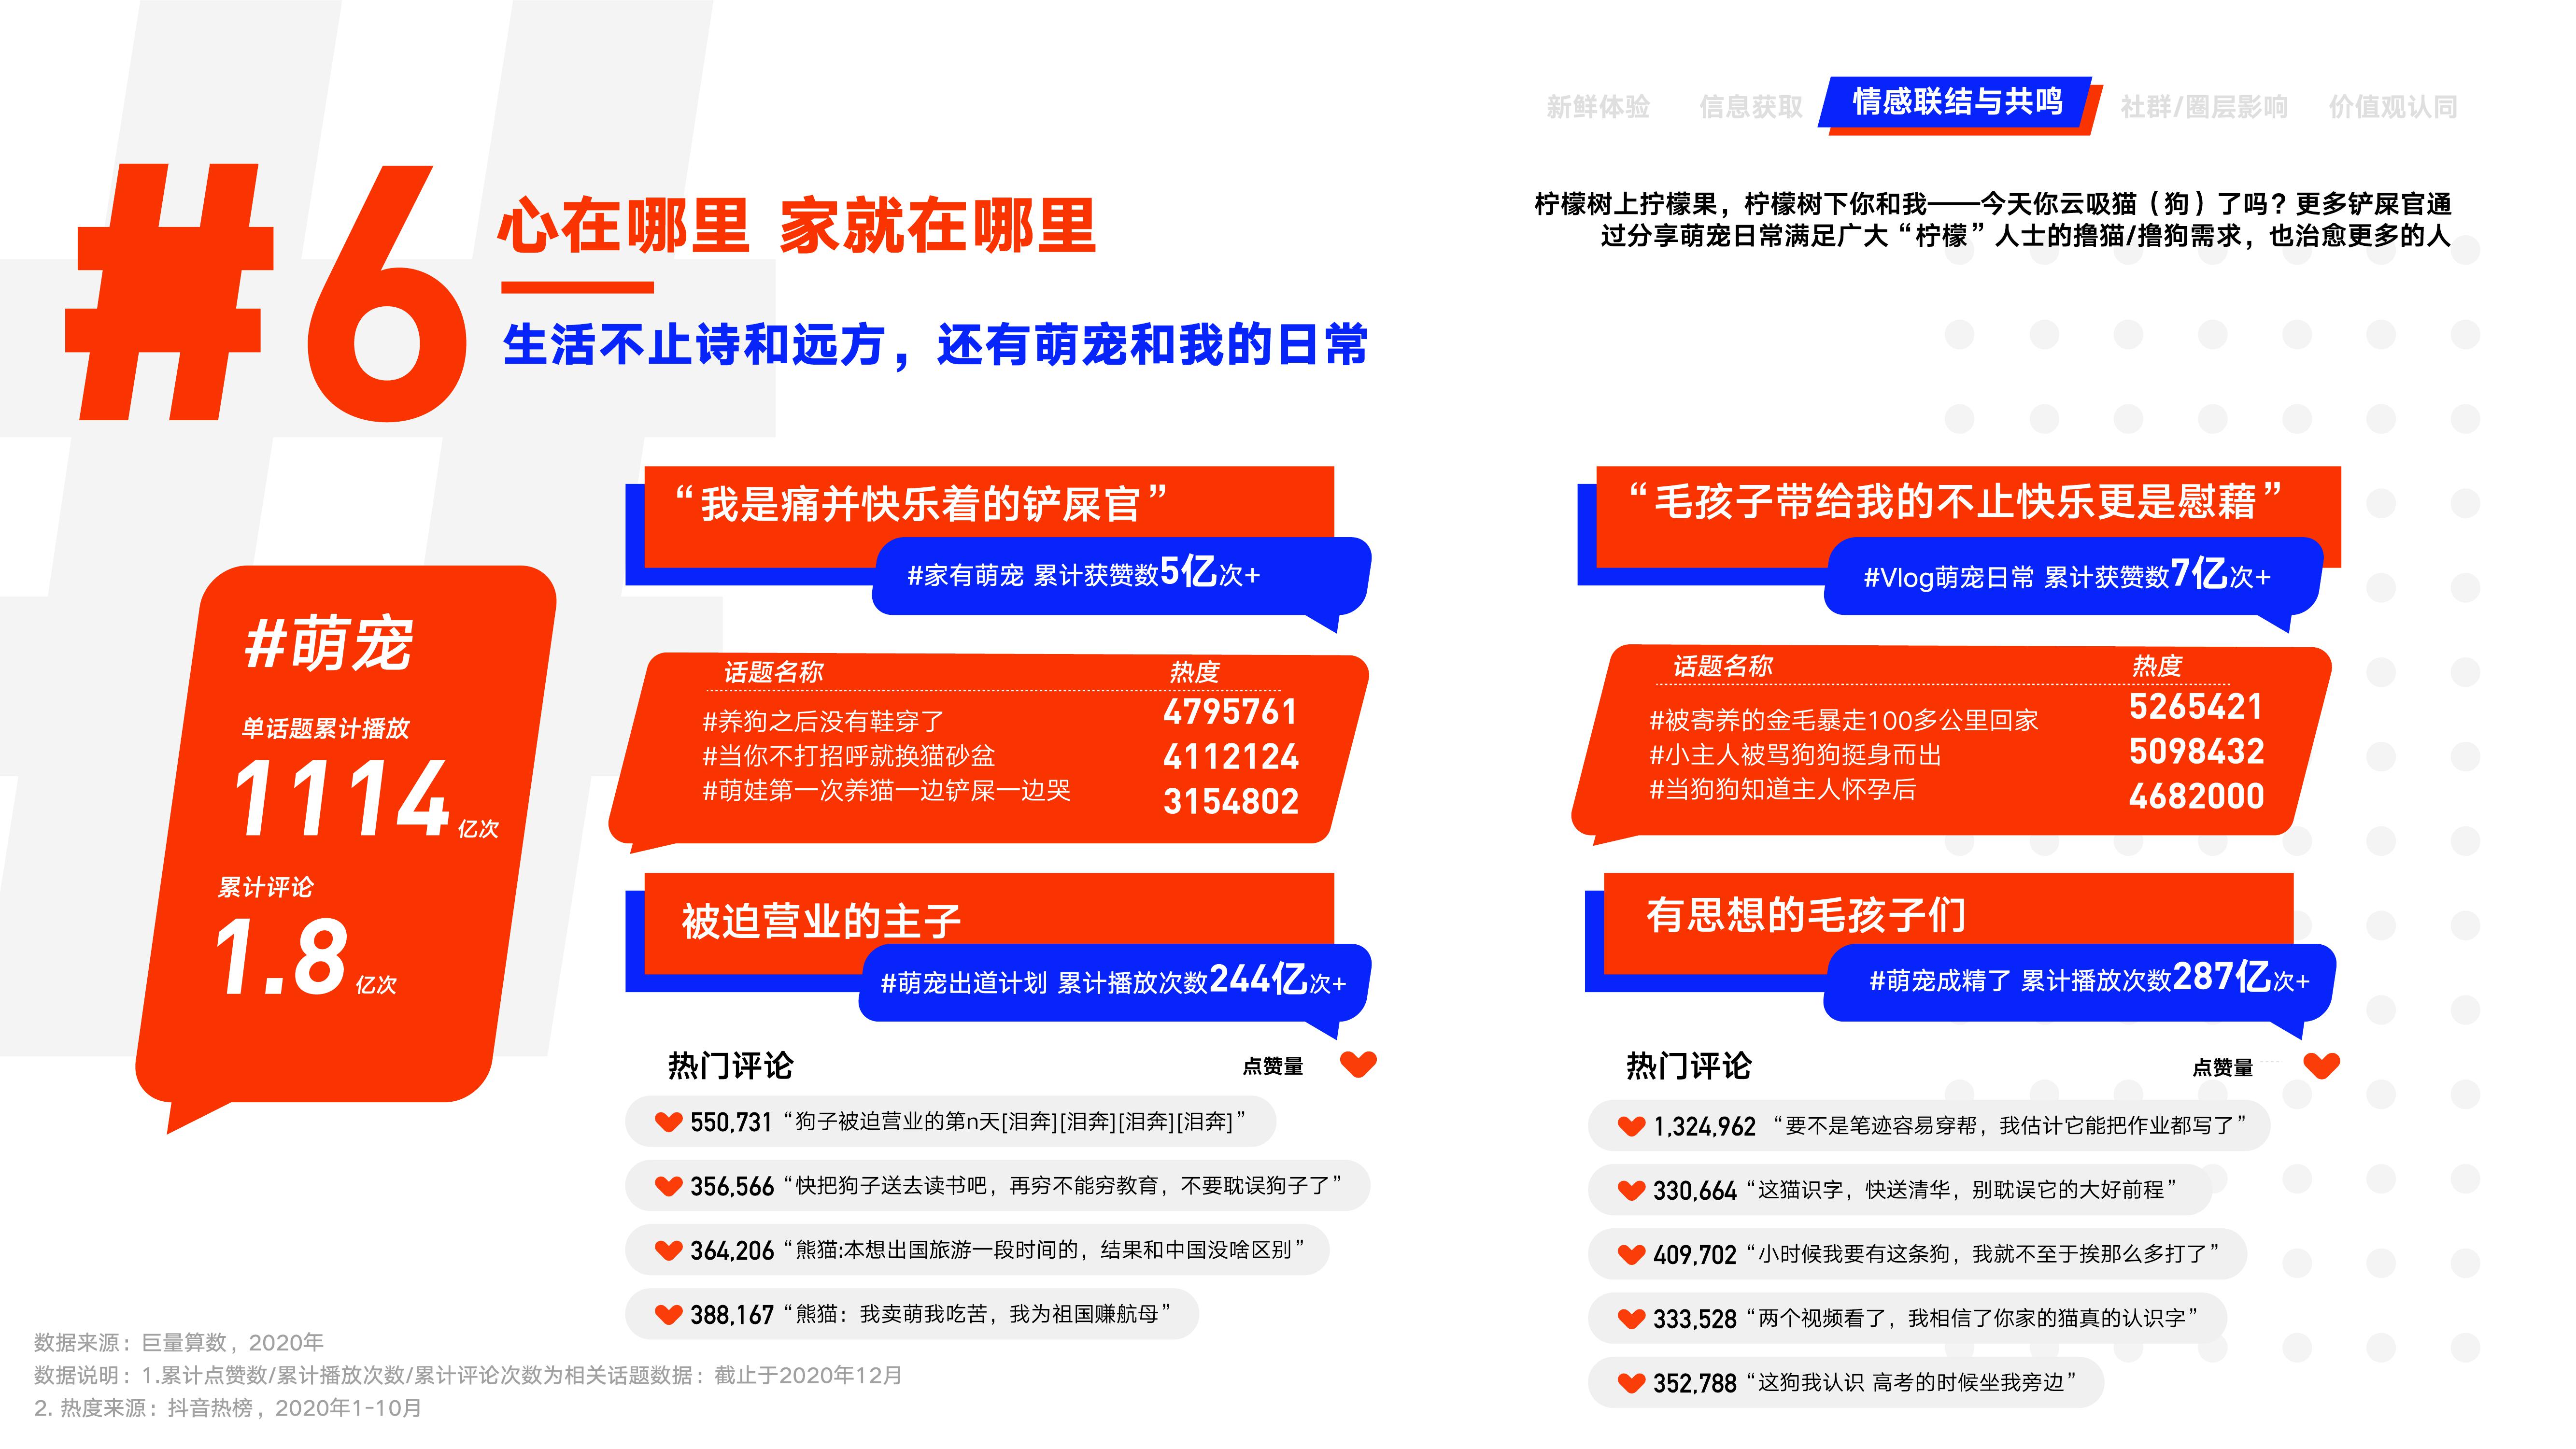 新鲜体验 信息获取 情感联结与共鸣 社群/圈层影响 价值观认同
柠檬树上拧檬果，柠檬树下你和我——今天你云吸猫（狗）了吗？更多铲屎官通
过分享萌宠日常满足广大“柠檬”人士的撸猫/撸狗需求，也治愈更多的人
#6
心在哪里 家就在哪里
生活不止诗和远方，还有萌宠和我的日常
#萌宠
单话题累计播放
1114亿次
累计评论
1.8亿次
“我是痛并快乐着的铲屎官”
#家有萌宠 累计获赞数5亿次+
话题名称 热度
#养狗之后没有鞋穿了 4795761
#当你不打招呼就换猫砂盆 4112124
#萌娃第一次养猫一边铲屎一边哭 3154802
被迫营业的主子
#萌宠出道计划 累计播放次数244亿次+
热门评论 点赞量
550,731 “狗子被迫营业的第n天[泪奔][泪奔][泪奔][泪奔]”
356,566 “快把狗子送去读书吧，再穷不能穷教育，不要耽误狗子了”
364,206 “熊猫:本想出国旅游一段时间的，结果和中国没啥区别”
388,167 “熊猫：我卖萌我吃苦，我为祖国赚航母”
“毛孩子带给我的不止快乐更是慰藉”
#Vlog萌宠日常 累计获赞数7亿次+
话题名称 热度
#被寄养的金毛暴走100多公里回家 5265421
#小主人被骂狗狗挺身而出 5098432
#当狗狗知道主人怀孕后 4682000
有思想的毛孩子们
#萌宠成精了 累计播放次数287亿次+
热门评论 点赞量
1,324,962 “要不是笔迹容易穿帮，我估计它能把作业都写了”
330,664 “这猫识字，快送清华，别耽误它的大好前程”
409,702 “小时候我要有这条狗，我就不至于挨那么多打了”
333,528 “两个视频看了，我相信了你家的猫真的认识字”
352,788 “这狗我认识 高考的时候坐我旁边”
数据来源：巨量算数，2020年
数据说明：1.累计点赞数/累计播放次数/累计评论次数为相关话题数据：截止于2020年12月
2. 热度来源：抖音热榜，2020年1-10月